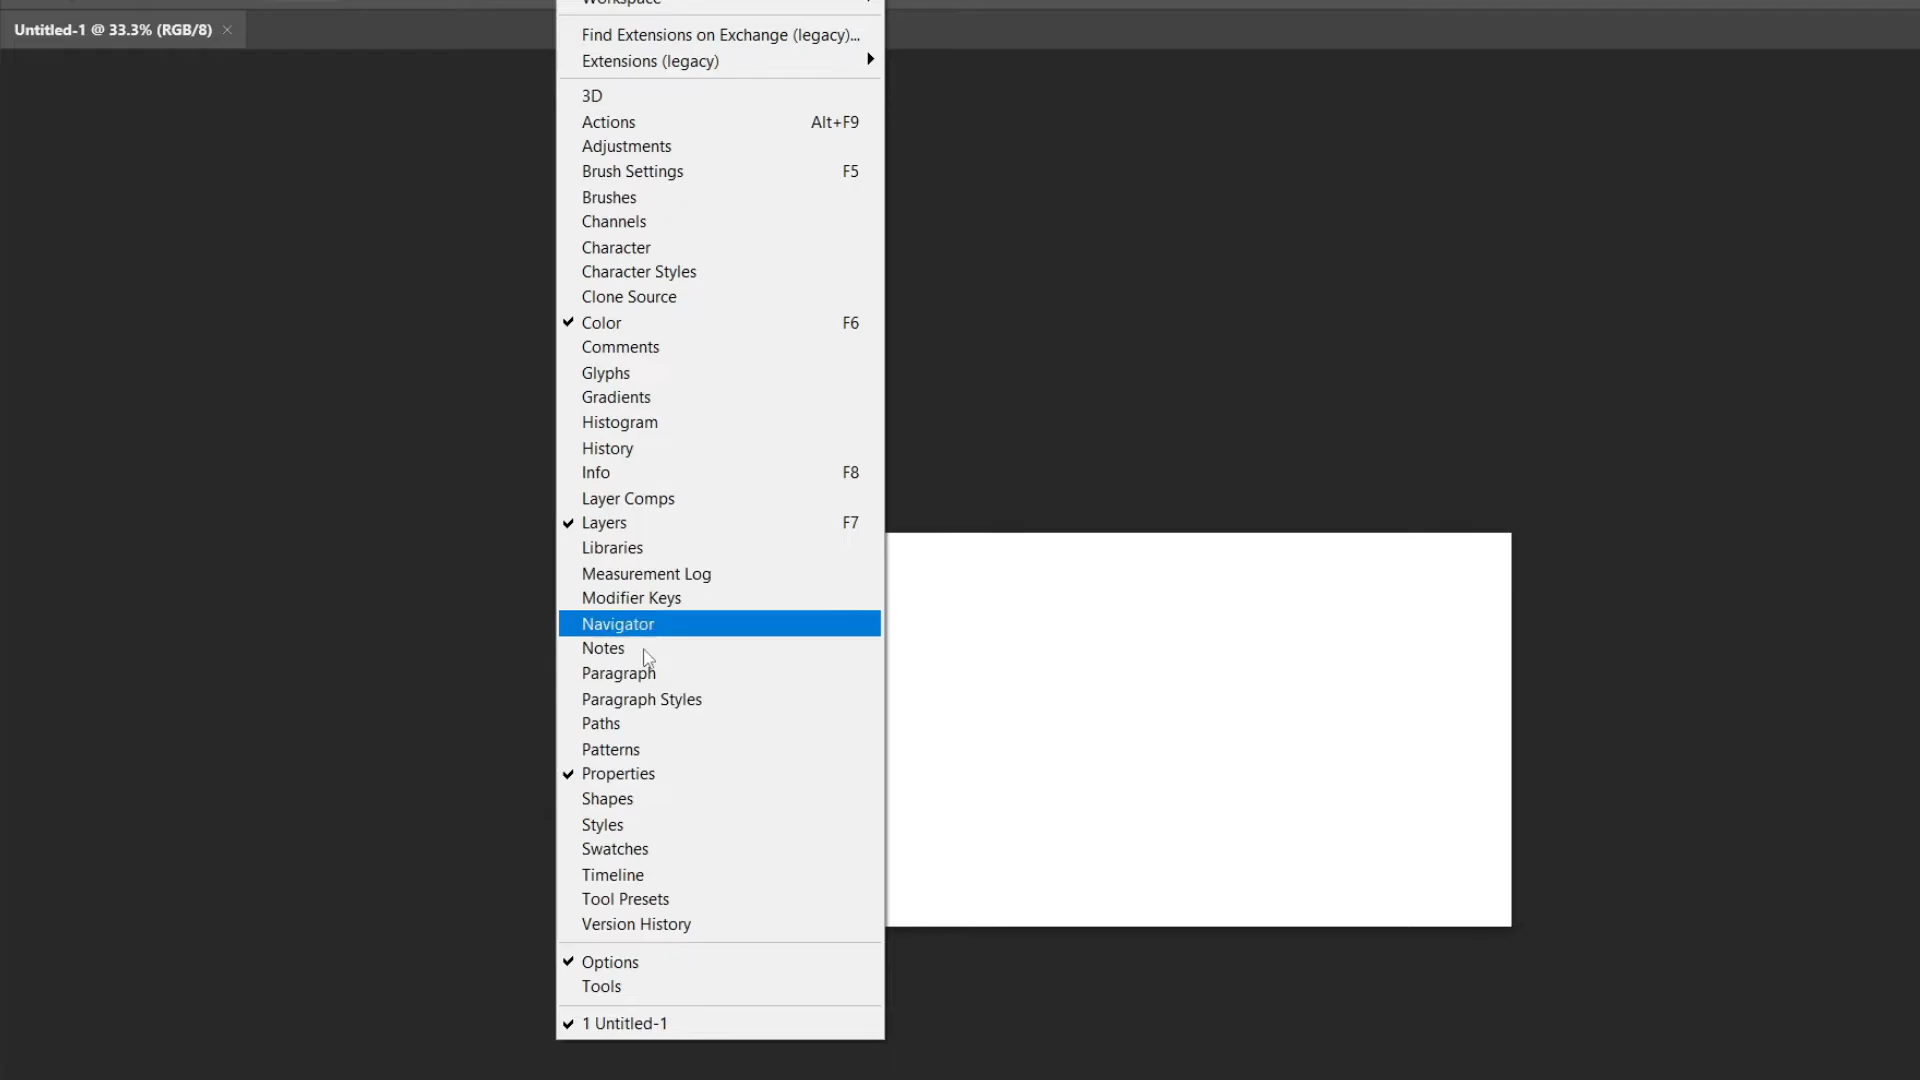 Workspace
Untitled-1 @ 33.3% (RGB/8)
Find Extensions on Exchange (legacy)...
Extensions (legacy)
3D
Actions Alt+F9
Adjustments
Brush Settings F5
Brushes
Channels
Character
Character Styles
Clone Source
Color F6
Comments
Glyphs
Gradients
Histogram
History
Info F8
Layer Comps
Layers F7
Libraries
Measurement Log
Modifier Keys
Navigator
Notes
Paragraph
Paragraph Styles
Paths
Patterns
Properties
Shapes
Styles
Swatches
Timeline
Tool Presets
Version History
Options
Tools
1 Untitled-1